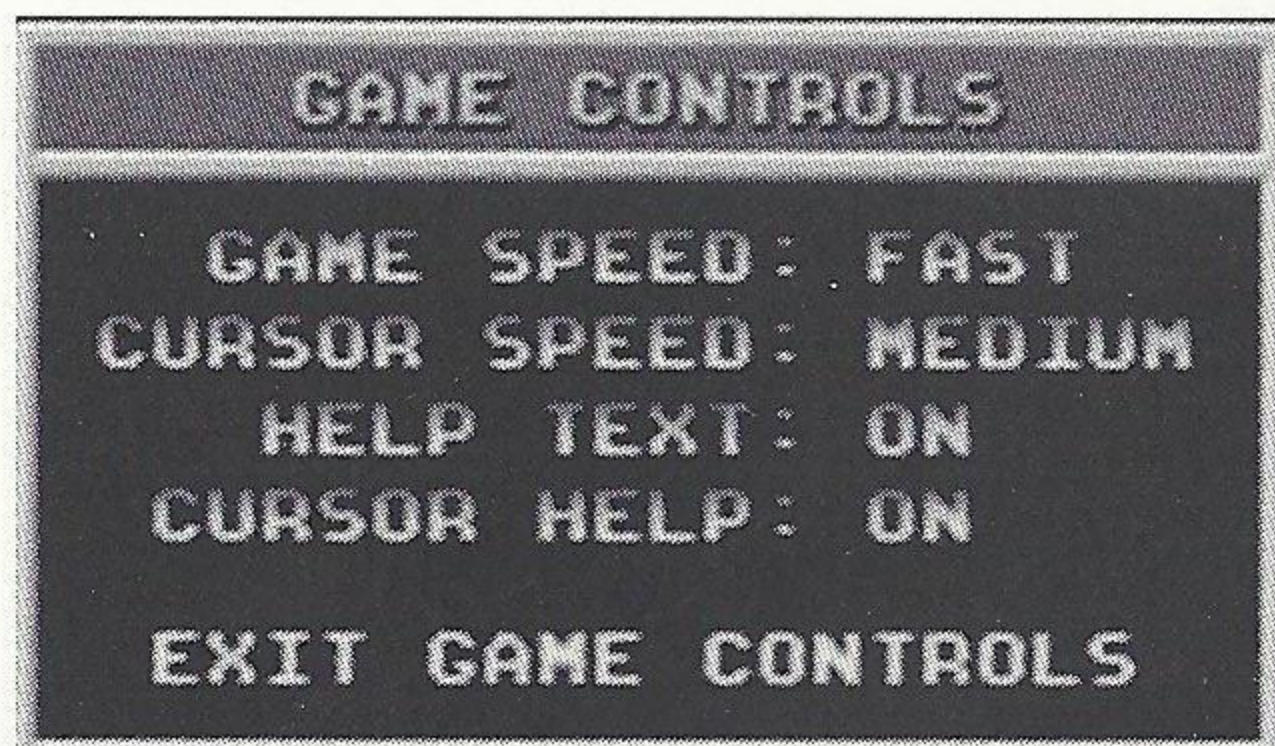 GAME CONTROLS
GAME SPEED: FAST
CURSOR SPEED: MEDIUM
HELP TEXT: ON
CURSOR HELP: ON
EXIT GAME CONTROLS